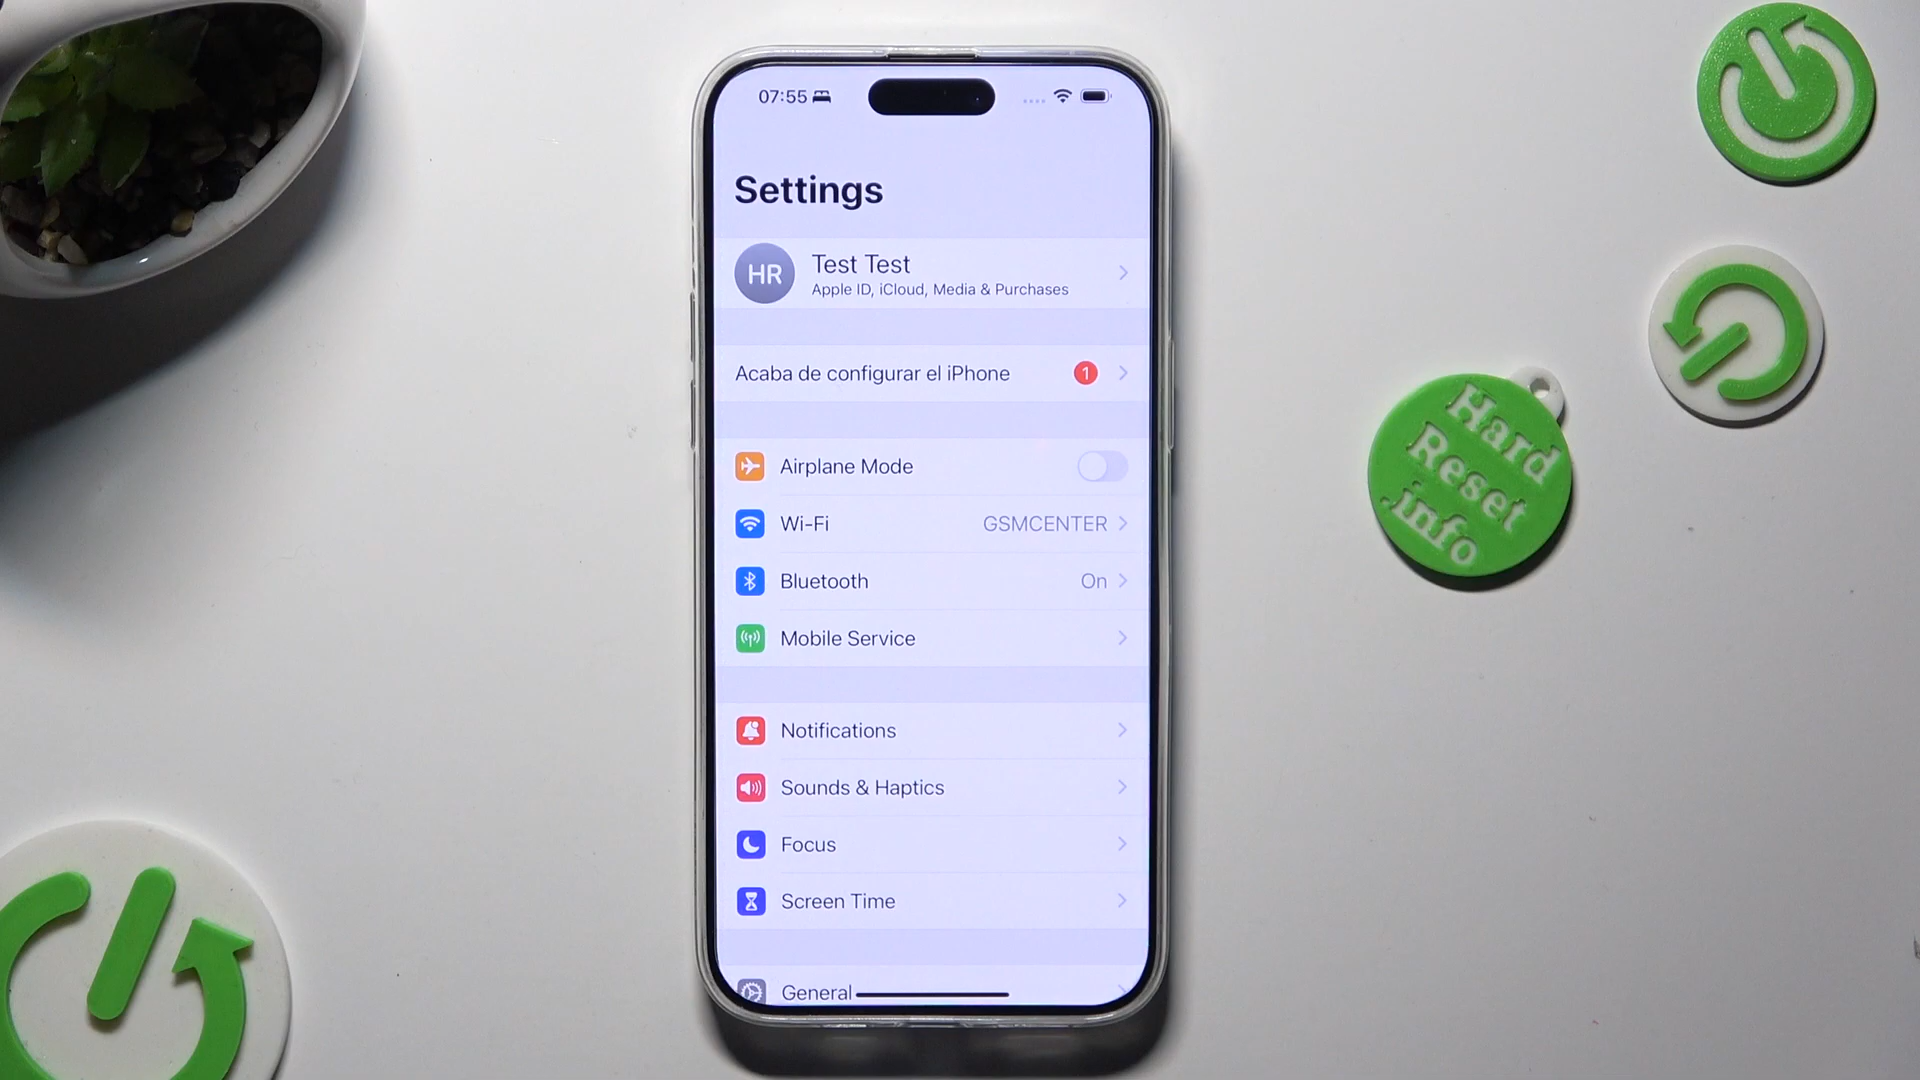 07:55
Settings
HR
Test Test
Apple ID, iCloud, Media & Purchases
Acaba de configurar el iPhone
1
Airplane Mode
Wi-Fi
GSMCENTER
Bluetooth
On
Mobile Service
Notifications
Sounds & Haptics
Focus
Screen Time
General
Hard
Reset
.info